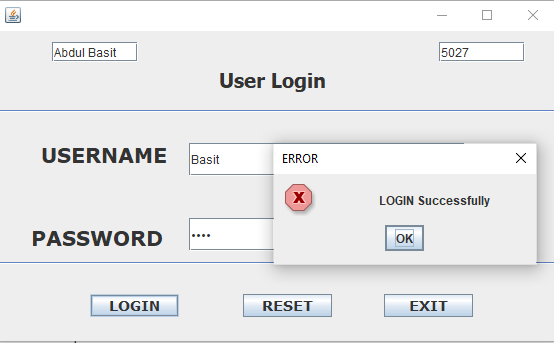 Abdul Basit
5027
User Login
USERNAME
Basit
ERROR
X
LOGIN Successfully
OK
PASSWORD
••••
LOGIN
RESET
EXIT